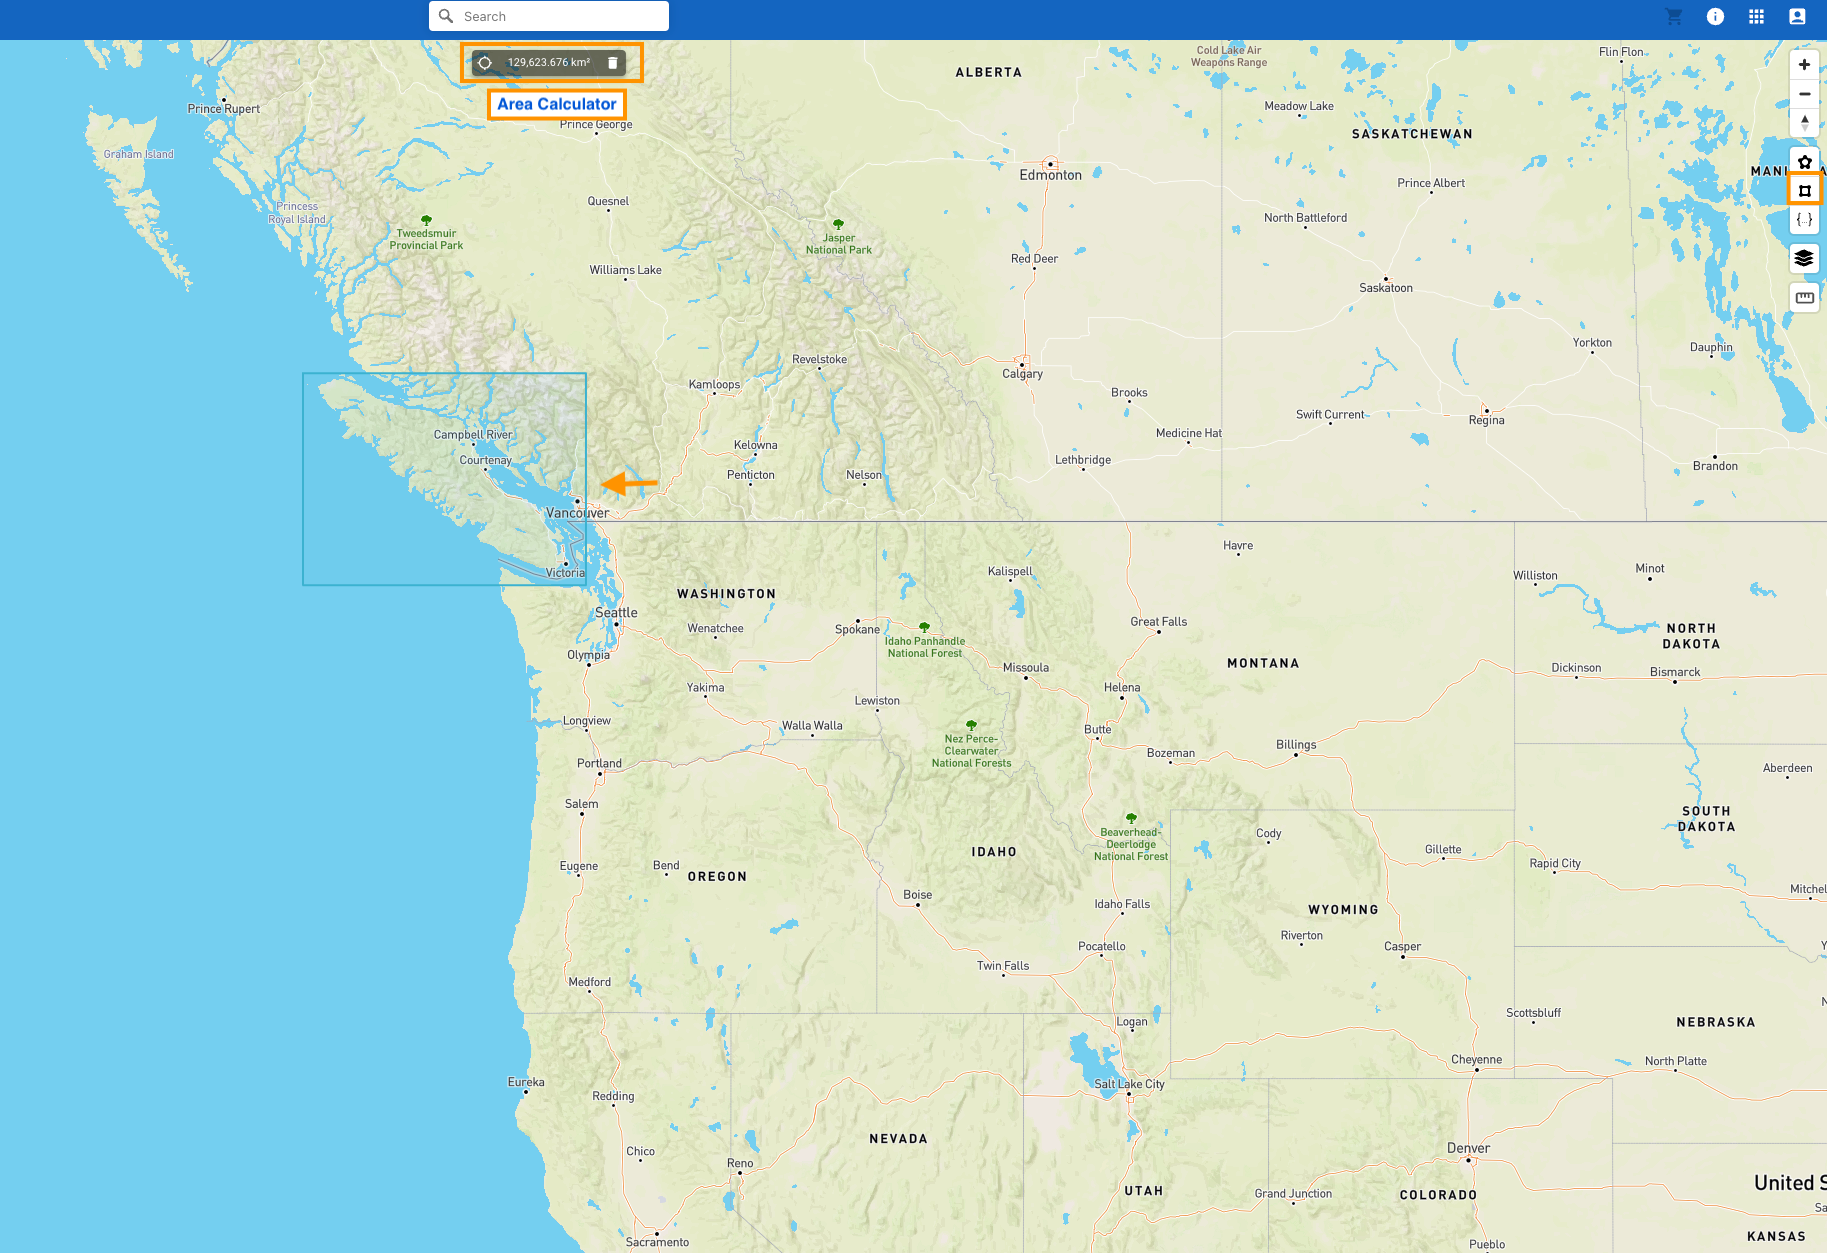 Search
129,623.676 km²
Area Calculator
Cold Lake Air
Weapons Range
Flin Flon
ALBERTA
Prince Rupert
Prince George
Meadow Lake
SASKATCHEWAN
Graham Island
Edmonton
Prince Albert
Quesnel
Princess
Royal Island
North Battleford
{...}
Tweedsmuir
Provincial Park
Jasper
National Park
Red Deer
Williams Lake
Saskatoon
Yorkton
Dauphin
Revelstoke
Calgary
Kamloops
Brooks
Swift Current
Regina
Medicine Hat
Campbell River
Kelowna
Courtenay
Lethbridge
Brandon
Penticton
Nelson
Vancouver
Havre
Victoria
Kalispell
Williston
Minot
WASHINGTON
Seattle
Wenatchee
Spokane
Great Falls
NORTH
DAKOTA
Idaho Panhandle
National Forest
Olympia
MONTANA
Missoula
Dickinson
Bismarck
Yakima
Helena
Lewiston
Longview
Walla Walla
Butte
Nez Perce-
Clearwater
National Forests
Bozeman
Billings
Portland
Aberdeen
Salem
SOUTH
DAKOTA
Beaverhead-
Deerlodge
National Forest
Cody
IDAHO
Gillette
Eugene
Bend
OREGON
Rapid City
Mitchel
Boise
Idaho Falls
WYOMING
Riverton
Pocatello
Casper
Y
Twin Falls
Medford
N
Logan
Scottsbluff
NEBRASKA
Cheyenne
North Platte
Eureka
Salt Lake City
Redding
NEVADA
Chico
Denver
Reno
United S
UTAH
Grand Junction
COLORADO
Sa
Sacramento
Pueblo
KANSAS